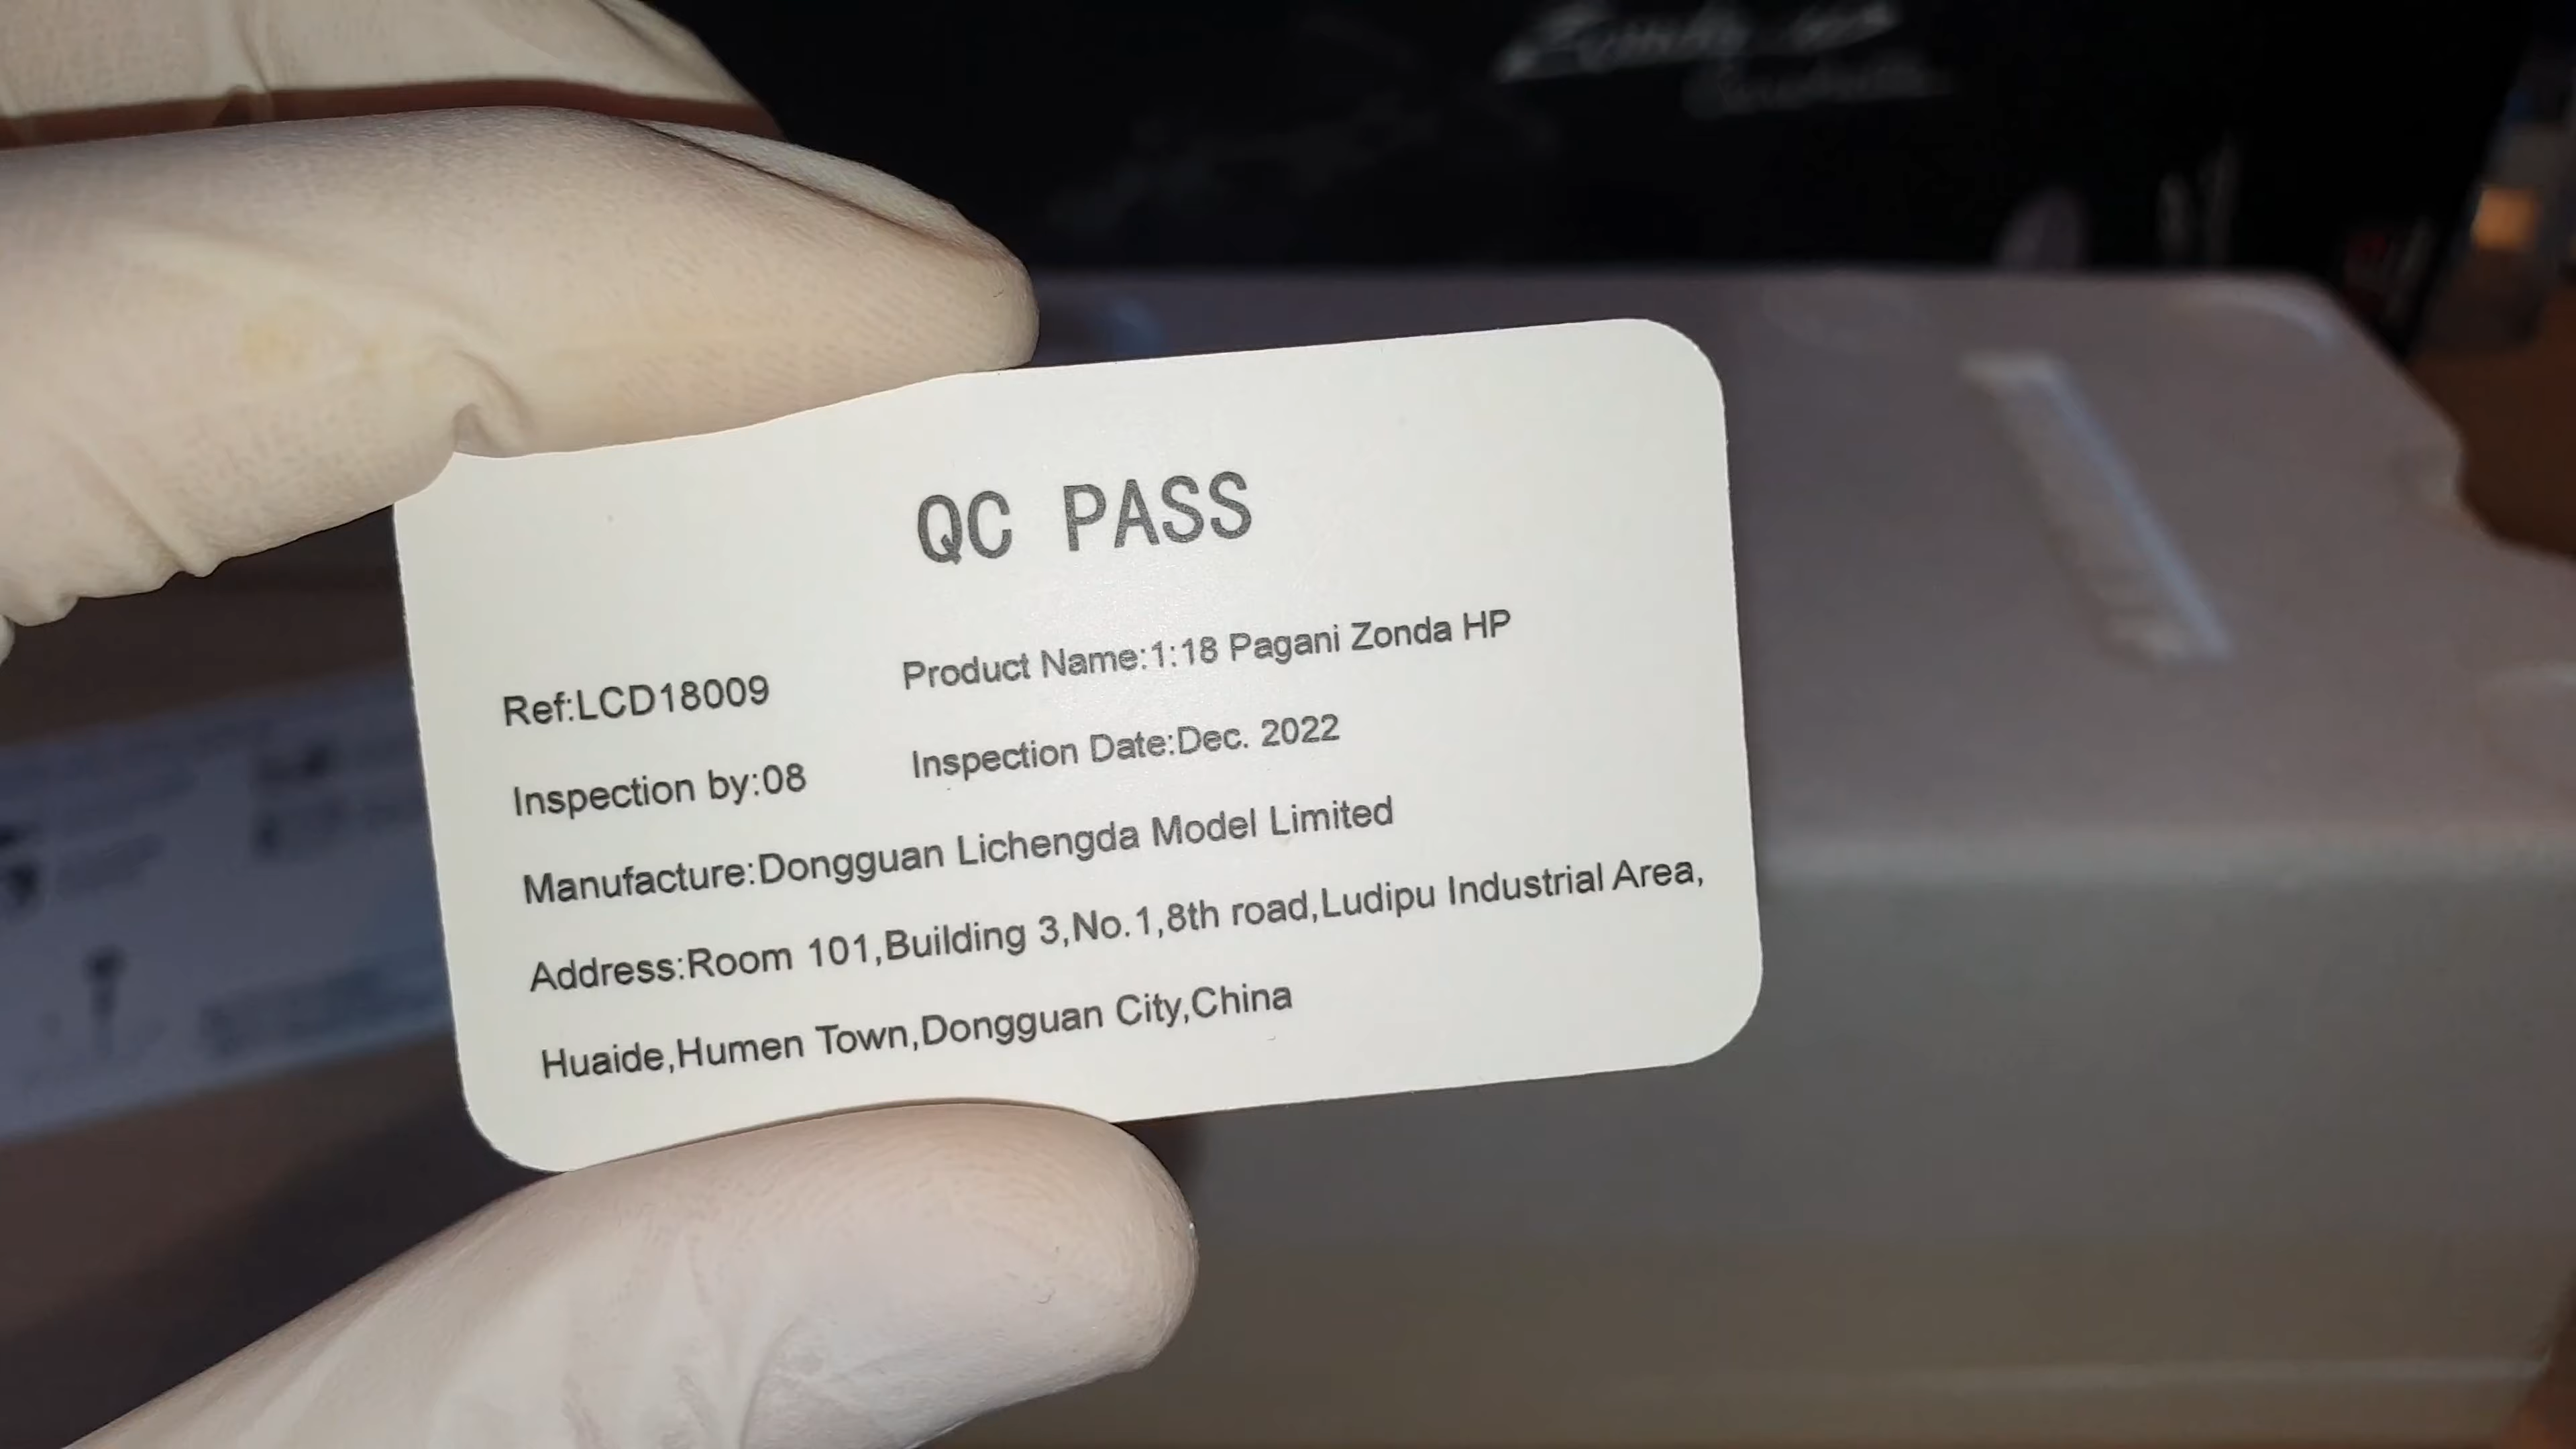 QC PASS
Ref:LCD18009 Product Name:1:18 Pagani Zonda HP
Inspection by:08 Inspection Date:Dec. 2022
Manufacture:Dongguan Lichengda Model Limited
Address:Room 101,Building 3,No.1,8th road,Ludipu Industrial Area,
Huaide,Humen Town,Dongguan City,China